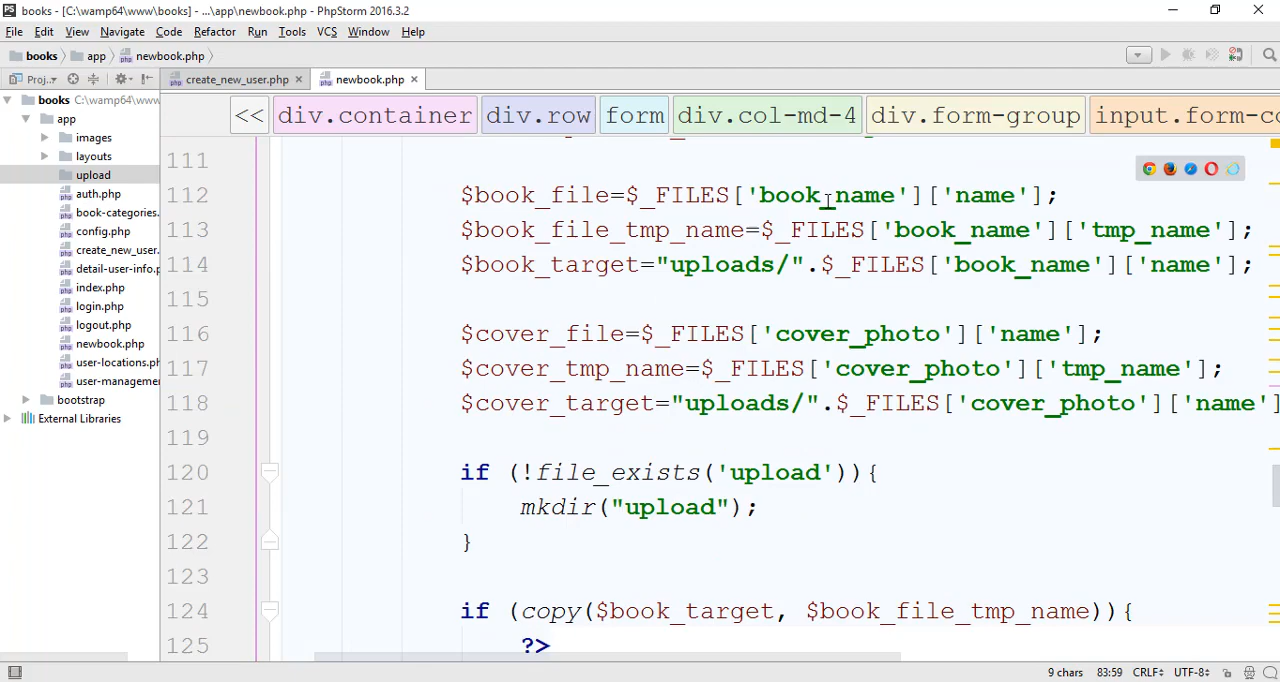 books - [C:\wamp64\www\books] - ...\app\newbook.php - PhpStorm 2016.3.2
File Edit View Navigate Code Refactor Run Tools VCS Window Help
books app newbook.php
Proj... create_new_user.php newbook.php
books C:\wamp64\www
<< div.container div.row form div.col-md-4 div.form-group input.form-co
app
images
layouts
upload
auth.php
book-categories.
config.php
create_new_user.
detail-user-info.p
index.php
login.php
logout.php
newbook.php
user-locations.ph
user-manageme
bootstrap
External Libraries
111
112 $book_file=$_FILES['book_name']['name'];
113 $book_file_tmp_name=$_FILES['book_name']['tmp_name'];
114 $book_target="uploads/".$_FILES['book_name']['name'];
115
116 $cover_file=$_FILES['cover_photo']['name'];
117 $cover_tmp_name=$_FILES['cover_photo']['tmp_name'];
118 $cover_target="uploads/".$_FILES['cover_photo']['name']
119
120 if (!file_exists('upload')){
121 mkdir("upload");
122 }
123
124 if (copy($book_target, $book_file_tmp_name)){
125 ?>
9 chars 83:59 CRLF UTF-8